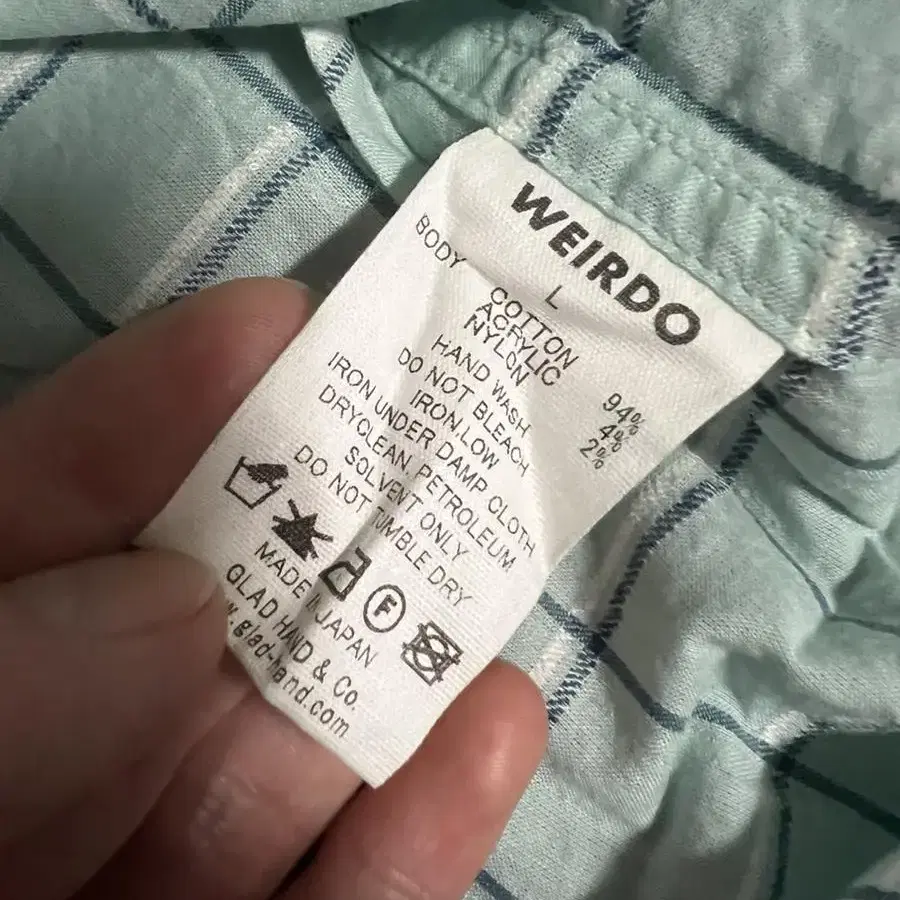 WEIRDO
L
BODY
COTTON 94%
ACRYLIC 4%
NYLON 2%
HAND WASH
DO NOT BLEACH
IRON.LOW
IRON UNDER DAMP CLOTH
DRYCLEAN, PETROLEUM
SOLVENT ONLY
DO NOT TUMBLE DRY
F
MADE IN JAPAN
GLAD HAND & Co.
w.glad-hand.com